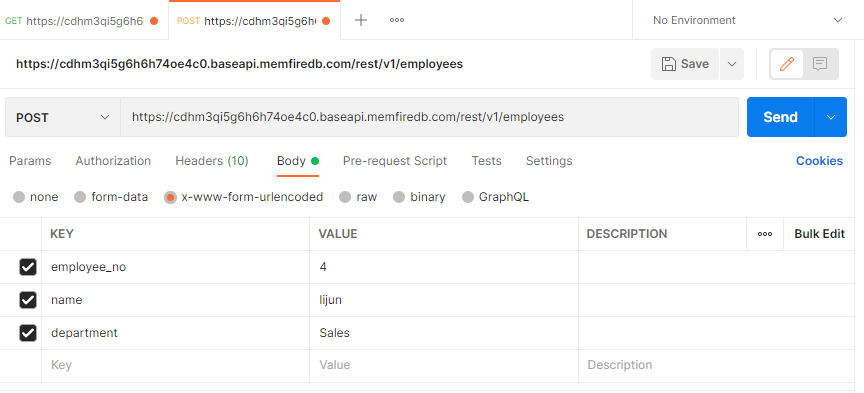 GET https://cdhm3qi5g6h6 POST https://cdhm3qi5g6h No Environment
https://cdhm3qi5g6h6h74oe4c0.baseapi.memfiredb.com/rest/v1/employees Save
POST https://cdhm3qi5g6h6h74oe4c0.baseapi.memfiredb.com/rest/v1/employees Send
Params Authorization Headers (10) Body Pre-request Script Tests Settings Cookies
none form-data x-www-form-urlencoded raw binary GraphQL
KEY VALUE DESCRIPTION Bulk Edit
employee_no 4
name lijun
department Sales
Key Value Description